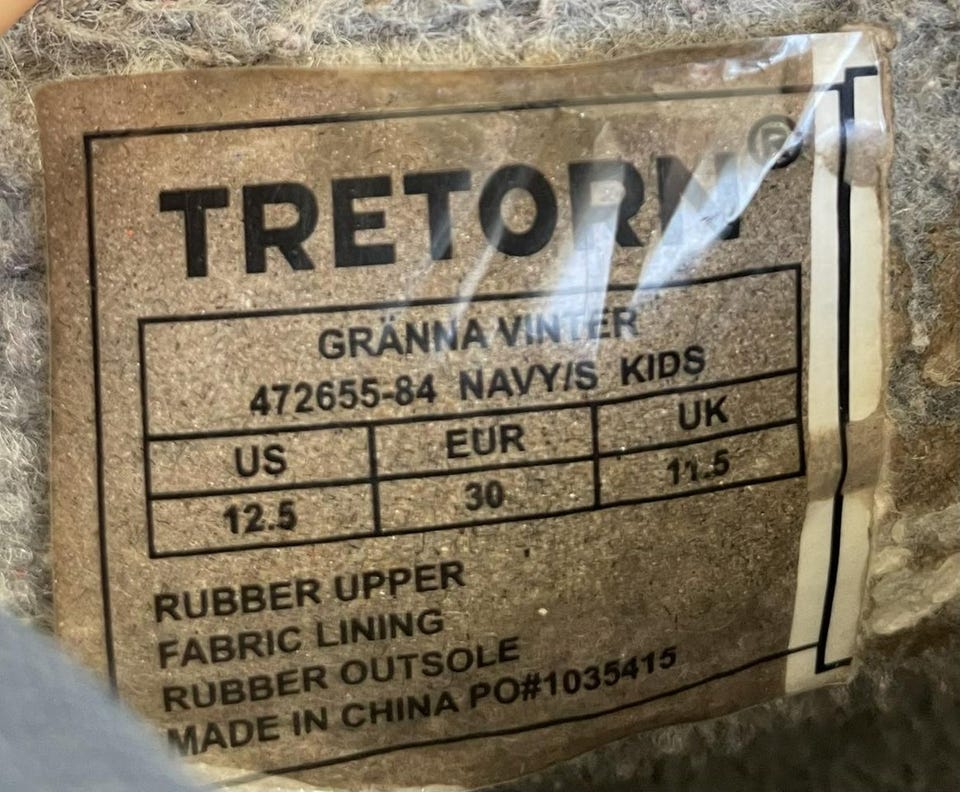 TRETORN®
GRÄNNA VINTER
472655-84 NAVY/S KIDS
US EUR UK
12.5 30 11.5
RUBBER UPPER
FABRIC LINING
RUBBER OUTSOLE
MADE IN CHINA PO#1035415